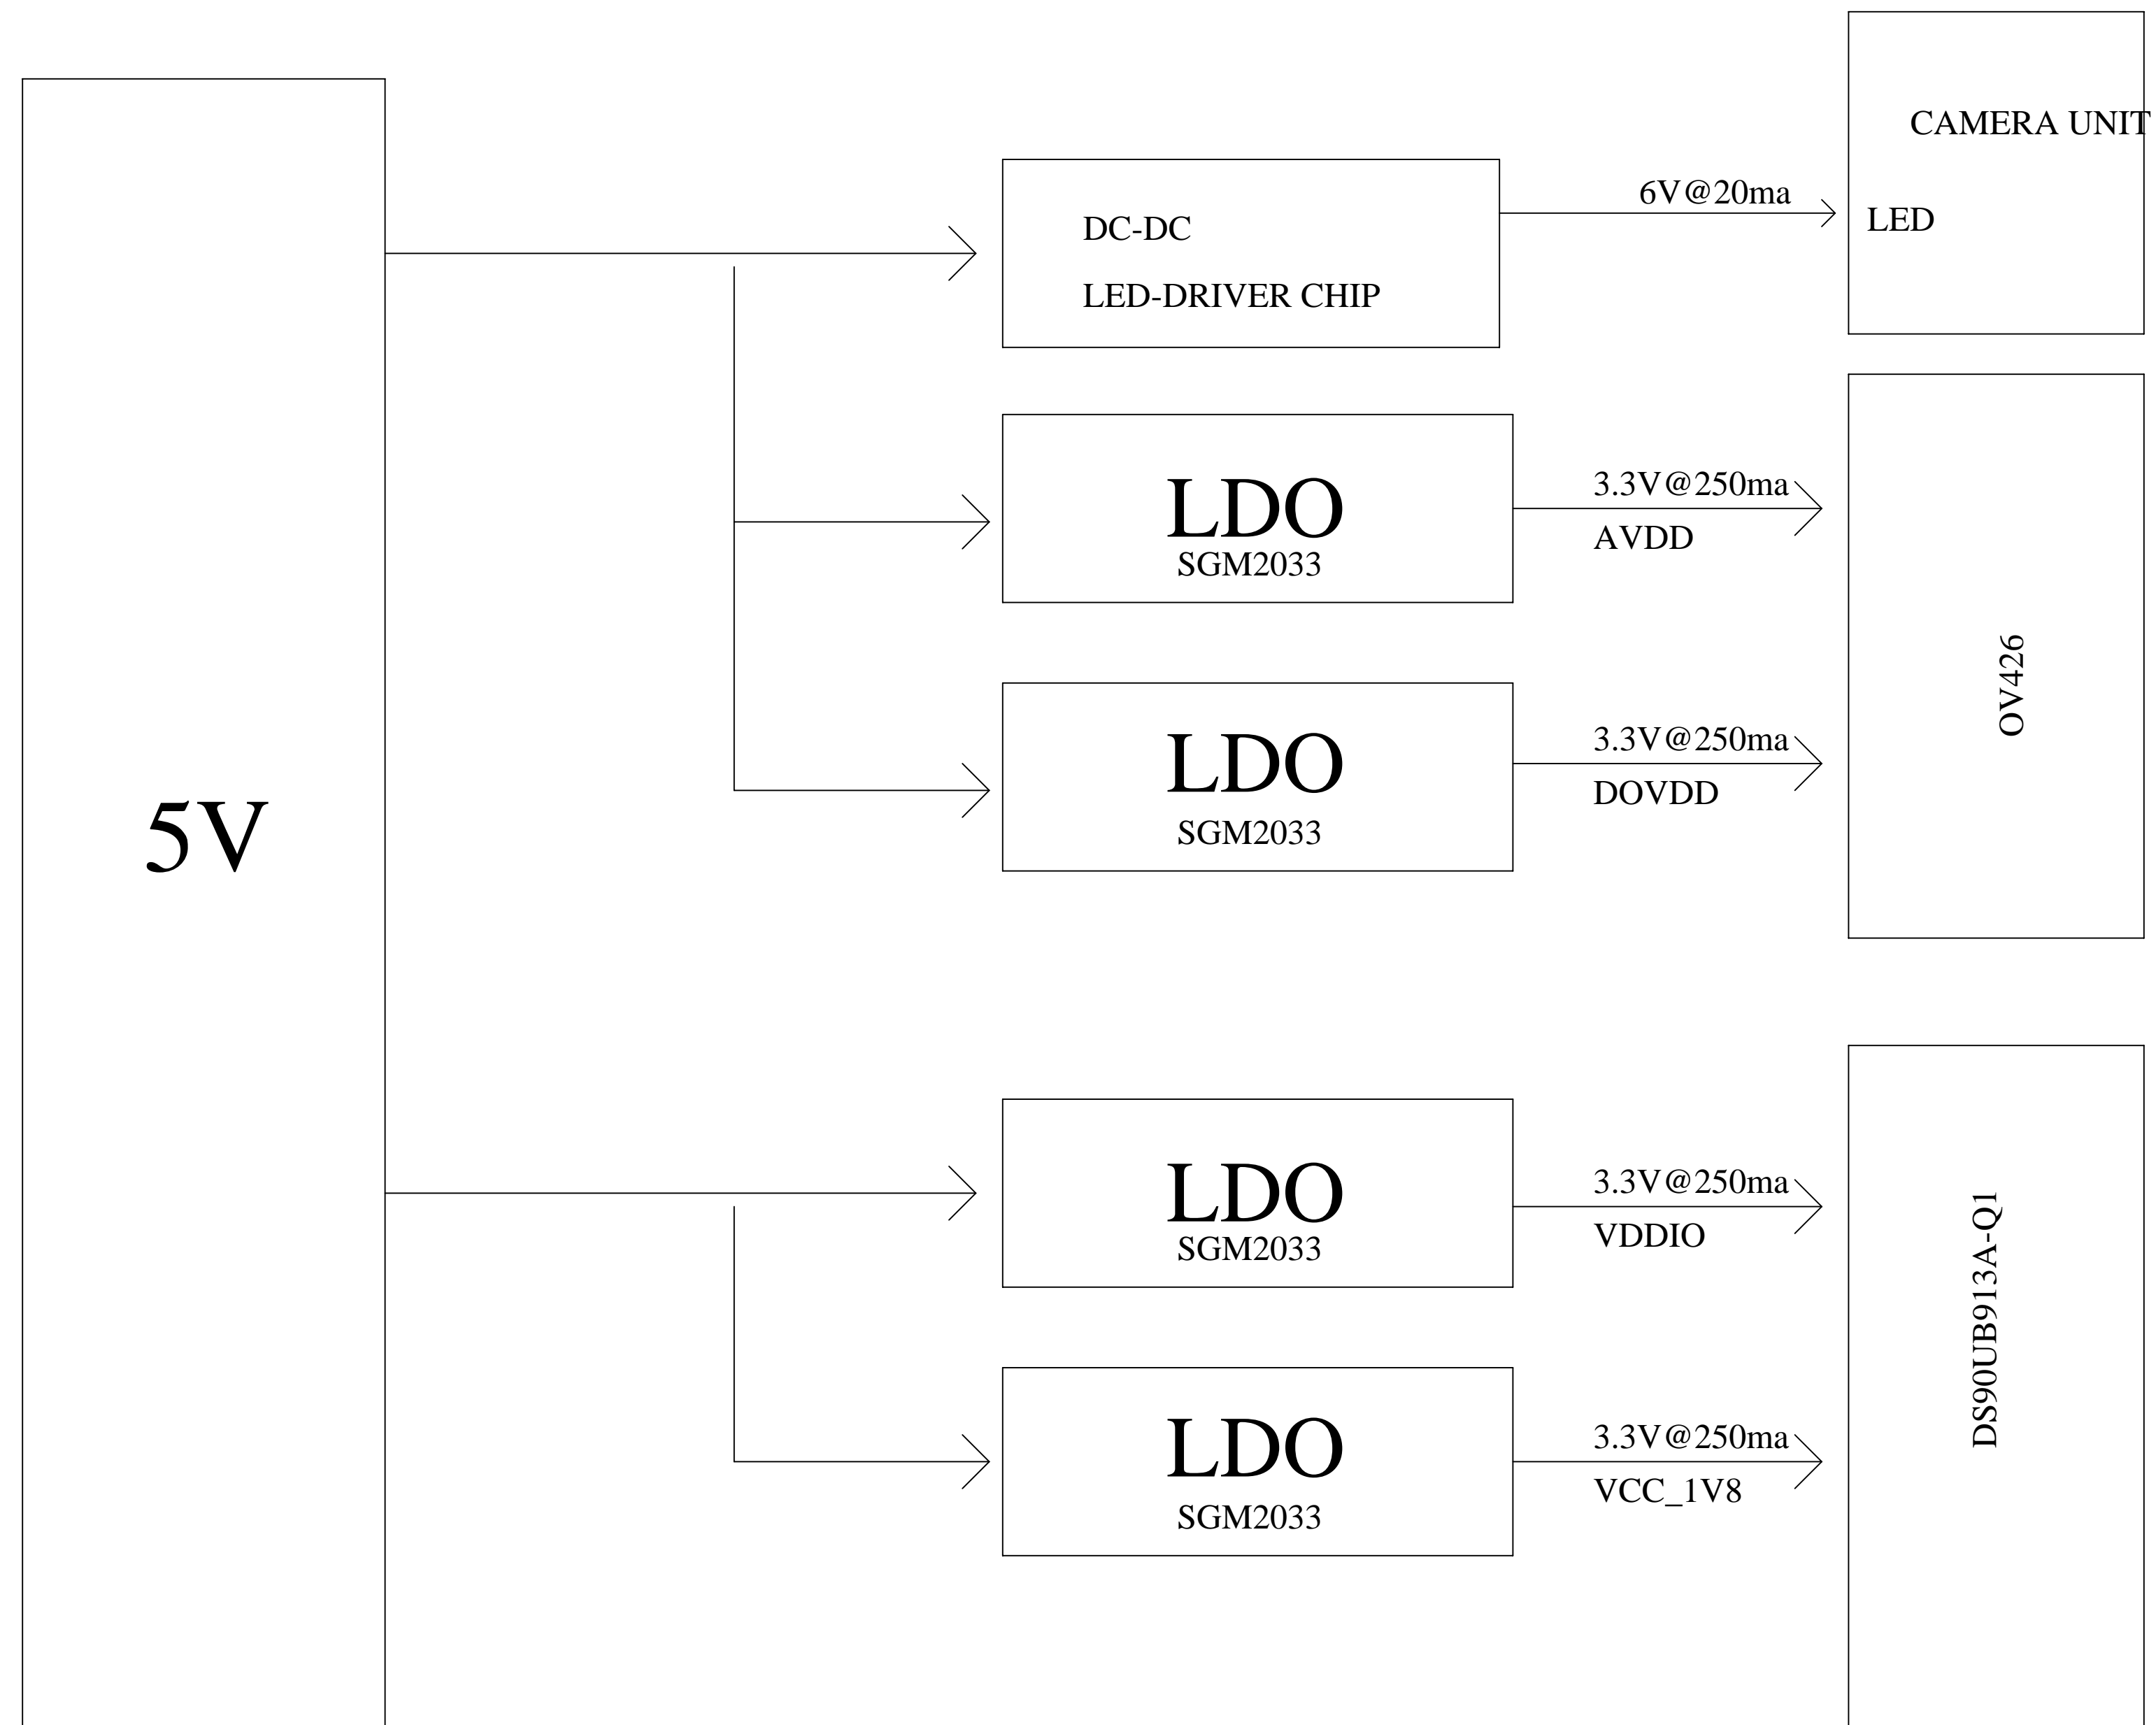 CAMERA UNIT
6V@20ma
LED
DC-DC
LED-DRIVER CHIP
LDO
SGM2033
3.3V@250ma
AVDD
OV426
LDO
SGM2033
3.3V@250ma
DOVDD
5V
LDO
SGM2033
3.3V@250ma
VDDIO
DS90UB913A-Q1
LDO
SGM2033
3.3V@250ma
VCC_1V8